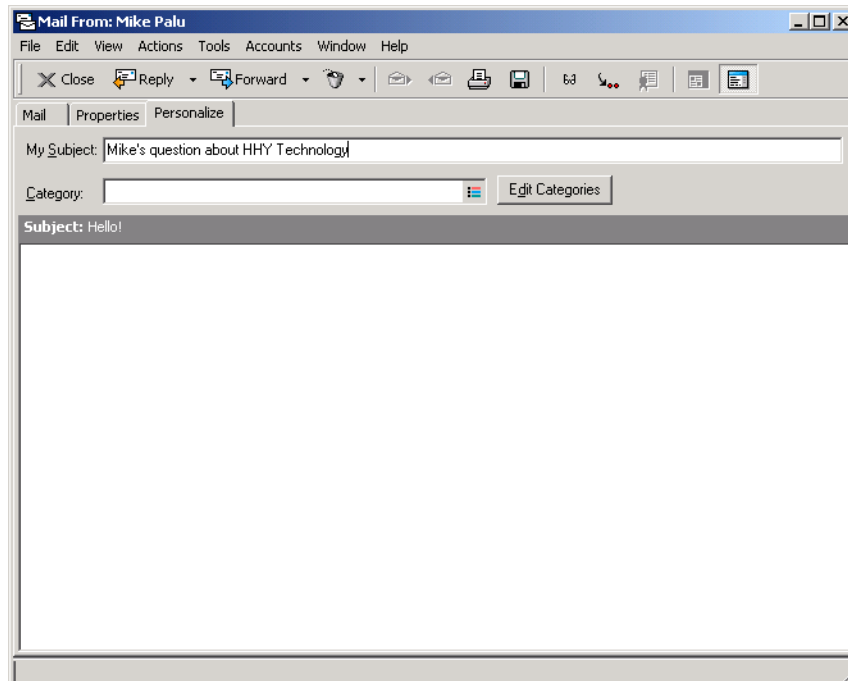 Mail From: Mike Palu
File Edit View Actions Tools Accounts Window Help
Close Reply Forward
Mail Properties Personalize
My Subject: Mike's question about HHY Technology
Category: Edit Categories
Subject: Hello!